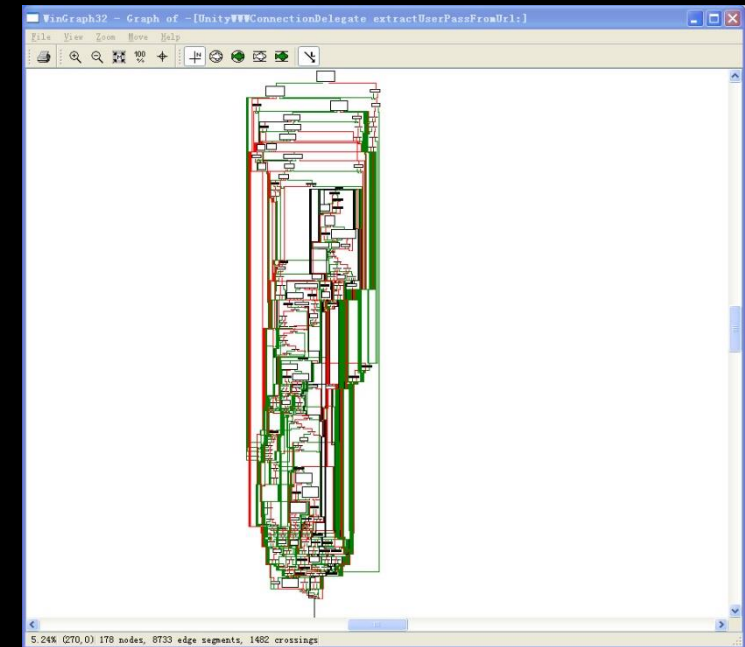 WinGraph32 - Graph of -[UnityWWWConnectionDelegate extractUserPassFromUrl:]
File View Zoom Move Help
100 %
N
5.24% (270,0) 178 nodes, 8733 edge segments, 1482 crossings